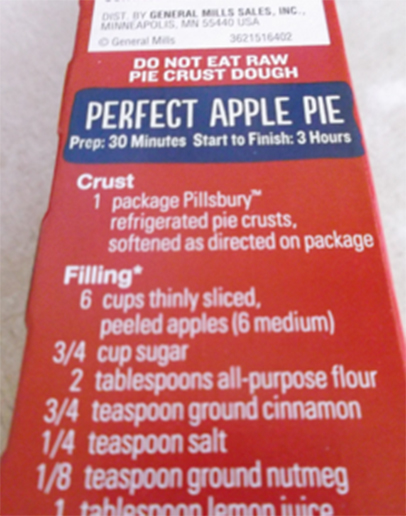 DIST. BY GENERAL MILLS SALES, INC.,
MINNEAPOLIS, MN 55440 USA
© General Mills 3621516402
DO NOT EAT RAW
PIE CRUST DOUGH
PERFECT APPLE PIE
Prep: 30 Minutes Start to Finish: 3 Hours
Crust
1 package Pillsbury™
refrigerated pie crusts,
softened as directed on package
Filling*
6 cups thinly sliced,
peeled apples (6 medium)
3/4 cup sugar
2 tablespoons all-purpose flour
3/4 teaspoon ground cinnamon
1/4 teaspoon salt
1/8 teaspoon ground nutmeg
1 tablespoon lemon juice